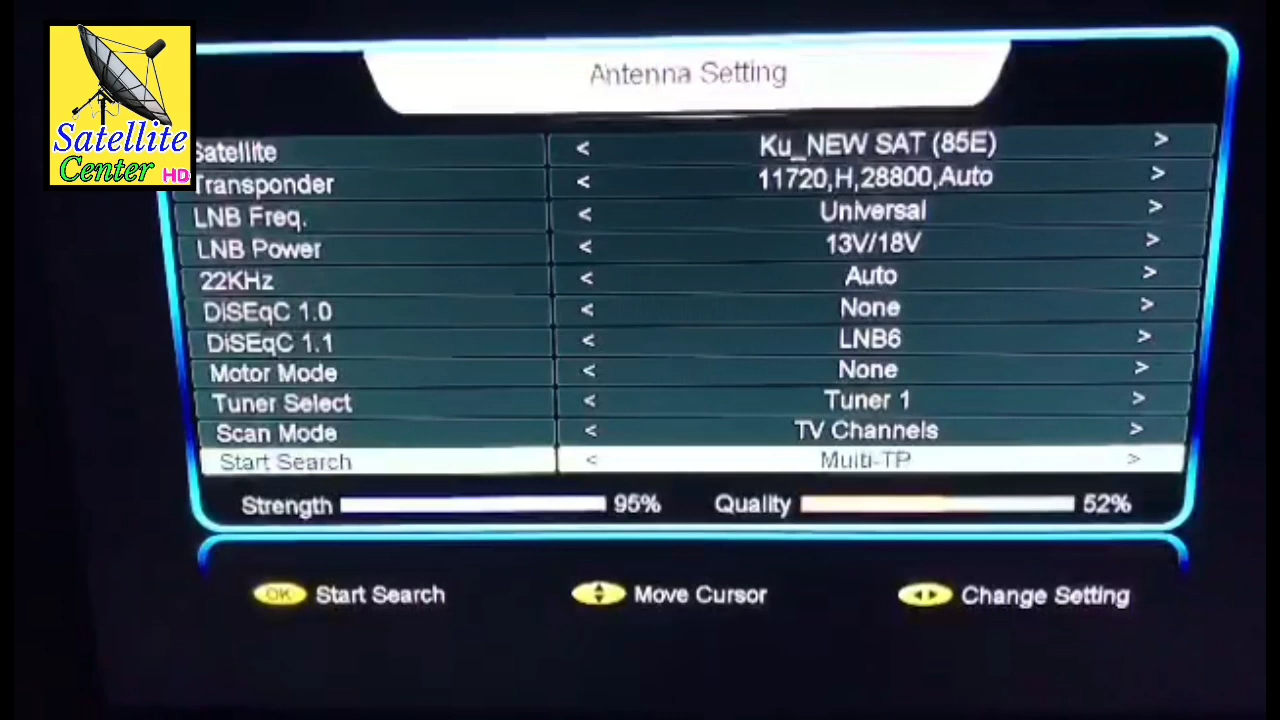 Satellite
Center HD
Antenna Setting
Satellite < Ku_NEW SAT (85E) >
Transponder < 11720,H,28800,Auto >
LNB Freq. < Universal >
LNB Power < 13V/18V >
22KHz < Auto >
DiSEqC 1.0 < None >
DiSEqC 1.1 < LNB6 >
Motor Mode < None >
Tuner Select < Tuner 1 >
Scan Mode < TV Channels >
Start Search < Multi-TP >
Strength 95% Quality 52%
OK Start Search Move Cursor Change Setting